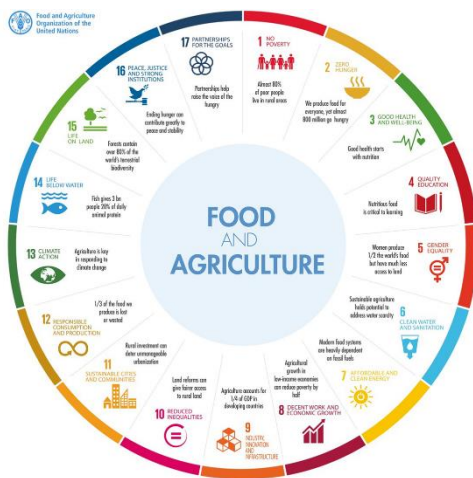 Food and Agriculture
Organization of the
United Nations
1 NO
POVERTY
Almost 80%
of poor people
live in rural areas
2 ZERO
HUNGER
We produce food for
everyone, yet almost
800 million go hungry
3 GOOD HEALTH
AND WELL-BEING
Good health starts
with nutrition
4 QUALITY
EDUCATION
Nutritious food
is critical to learning
5 GENDER
EQUALITY
Women produce
1/2 the world's food
but have much less
access to land
6
CLEAN WATER
AND SANITATION
Sustainable agriculture
holds potential to
address water scarcity
7 AFFORDABLE AND
CLEAN ENERGY
Modern food systems
are heavily dependent
on fossil fuels
8 DECENT WORK AND
ECONOMIC GROWTH
Agricultural
growth in
low-income economies
can reduce poverty by
half
9
INDUSTRY,
INNOVATION
AND
INFRASTRUCTURE
Agriculture accounts for
1/4 of GDP in
developing countries
10 REDUCED
INEQUALITIES
Land reforms can
give fairer access
to rural land
11
SUSTAINABLE CITIES
AND COMMUNITIES
Rural investment can
deter unmanageable
urbanization
12 RESPONSIBLE
CONSUMPTION
AND PRODUCTION
1/3 of the food we
produce is lost
or wasted
13 CLIMATE
ACTION
Agriculture is key
in responding to
climate change
14 LIFE
BELOW WATER
Fish gives 3 bn
people 20% of daily
animal protein
15 LIFE
ON LAND
Forests contain
over 80% of the
world's terrestrial
biodiversity
16 PEACE, JUSTICE
AND STRONG
INSTITUTIONS
Ending hunger can
contribute greatly to
peace and stability
17 PARTNERSHIPS
FOR THE GOALS
Partnerships help
raise the voice of the
hungry
FOOD
AND
AGRICULTURE